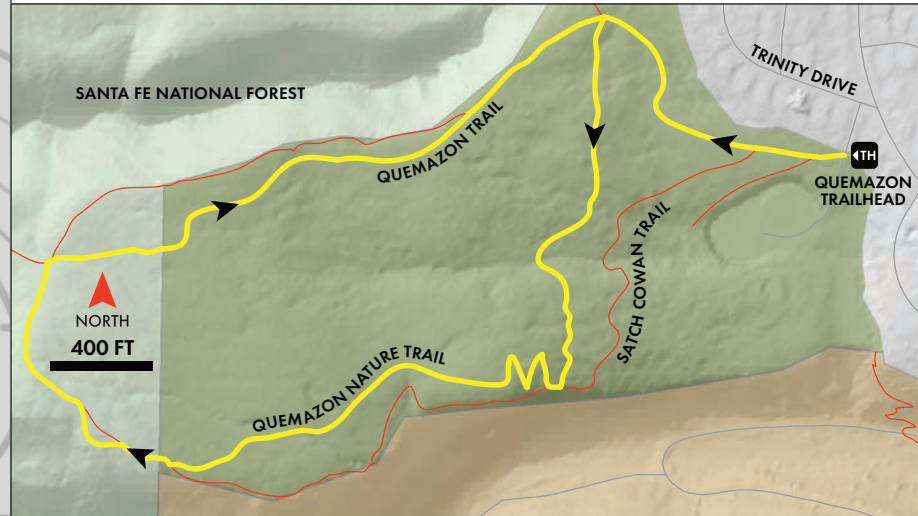 SANTA FE NATIONAL FOREST
TRINITY DRIVE
QUEMAZON TRAIL
TH
QUEMAZON
TRAILHEAD
SATCH COWAN TRAIL
NORTH
400 FT
QUEMAZON NATURE TRAIL